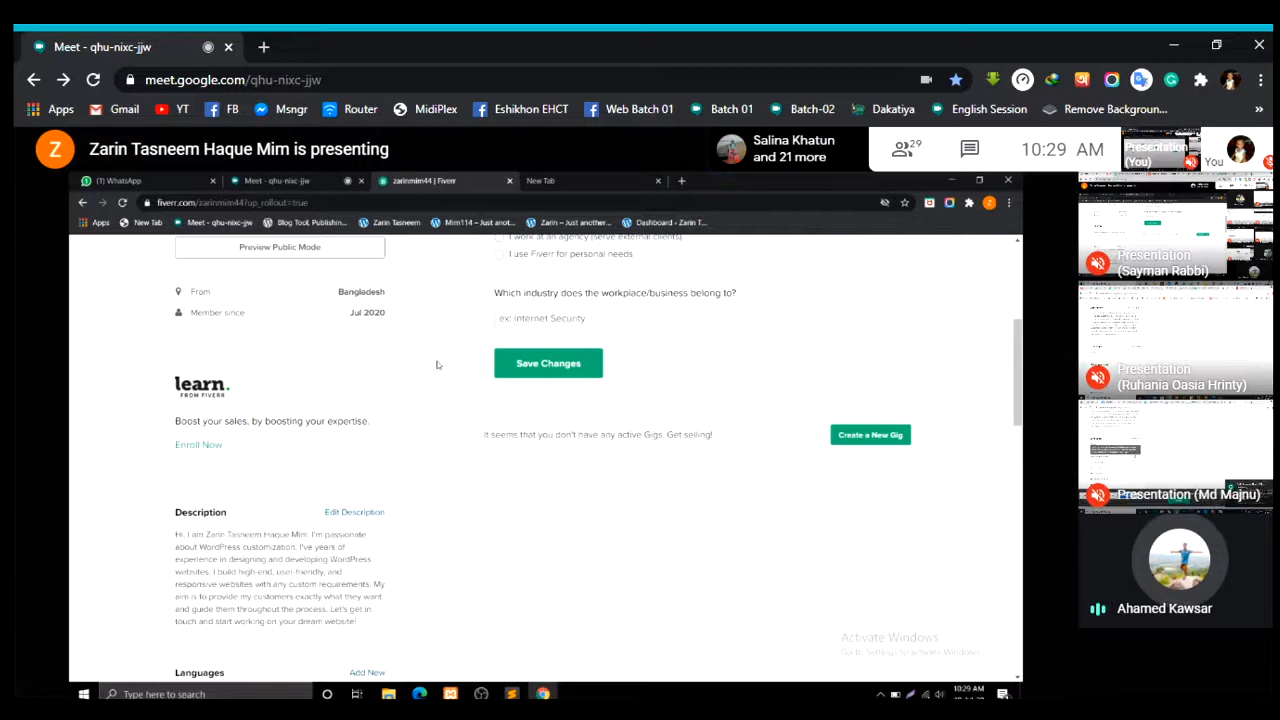 Meet - qhu-nixc-jjw
meet.google.com/qhu-nixc-jjw
Apps Gmail YT FB Msngr Router MidiPlex Eshikhon EHCT Web Batch 01 Batch 01 Batch-02 Dakatiya English Session Remove Backgroun... »
Z Zarin Tasneem Haque Mim is presenting
Salina Khatun
and 21 more
29
10:29 AM
Presentation
(You)
You
(1) WhatsApp Meet - qhu-nixc-jjw zarinmim44 | Fiverr New Tab
fiverr.com/zarinmim44?up_rollout=true
Apps New Tab Meet - qhu-nixc-jjw Blog Tool, Publishin... Zarin Tasneem Mim114 – Just anot... Zarin – Just another... Dashboard ‹ Zarin T...
Preview Public Mode
From Bangladesh
Member since Jul 2020
learn.
FROM FIVERR
Boost your sales, by boosting your expertise.
Enroll Now
Description Edit Description
Hi, I am Zarin Tasneem Haque Mim. I'm passionate
about WordPress customization. I've years of
experience in designing and developing WordPress
websites. I build high-end, user-friendly, and
responsive websites with any custom requirements. My
aim is to provide my customers exactly what they want
and guide them throughout the process. Let's get in
touch and start working on your dream website!
Languages Add New
I work at an agency (serve external clients)
I use Fiverr for personal needs
Which industry does the workplace/business belong to?
ex: Internet Security
Save Changes
It seems that you don't have any active Gigs. Get selling!
Create a New Gig
Activate Windows
Go to Settings to activate Windows.
Type here to search
10:29 AM
Presentation
(Sayman Rabbi)
Presentation
(Ruhania Oasia Hrinty)
Presentation (Md Majnu)
Ahamed Kawsar